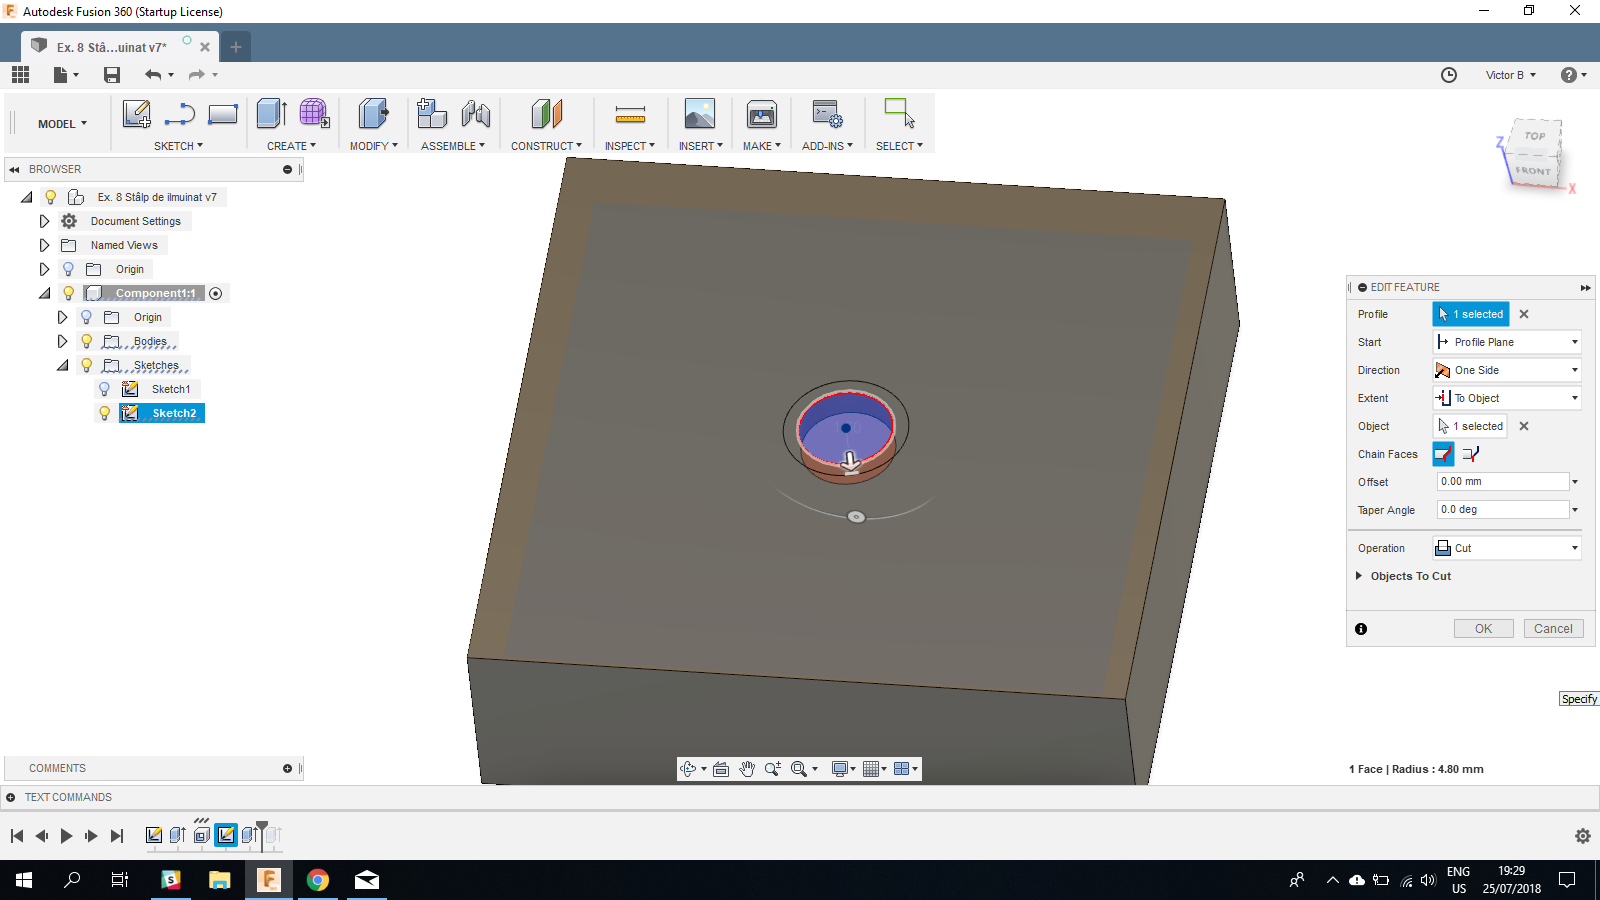 Autodesk Fusion 360 (Startup License)
Ex. 8 Stâ...uinat v7*
Victor B
MODEL
SKETCH
CREATE
MODIFY
ASSEMBLE
CONSTRUCT
INSPECT
INSERT
MAKE
ADD-INS
SELECT
BROWSER
Ex. 8 Stâlp de ilmuinat v7
Document Settings
Named Views
Origin
Component1:1
Origin
Bodies
Sketches
Sketch1
Sketch2
TOP
FRONT
Z
X
EDIT FEATURE
Profile 1 selected
Start Profile Plane
Direction One Side
Extent To Object
Object 1 selected
Chain Faces
Offset 0.00 mm
Taper Angle 0.0 deg
Operation Cut
Objects To Cut
OK Cancel
Specify
1 Face | Radius : 4.80 mm
COMMENTS
TEXT COMMANDS
ENG
US
19:29
25/07/2018